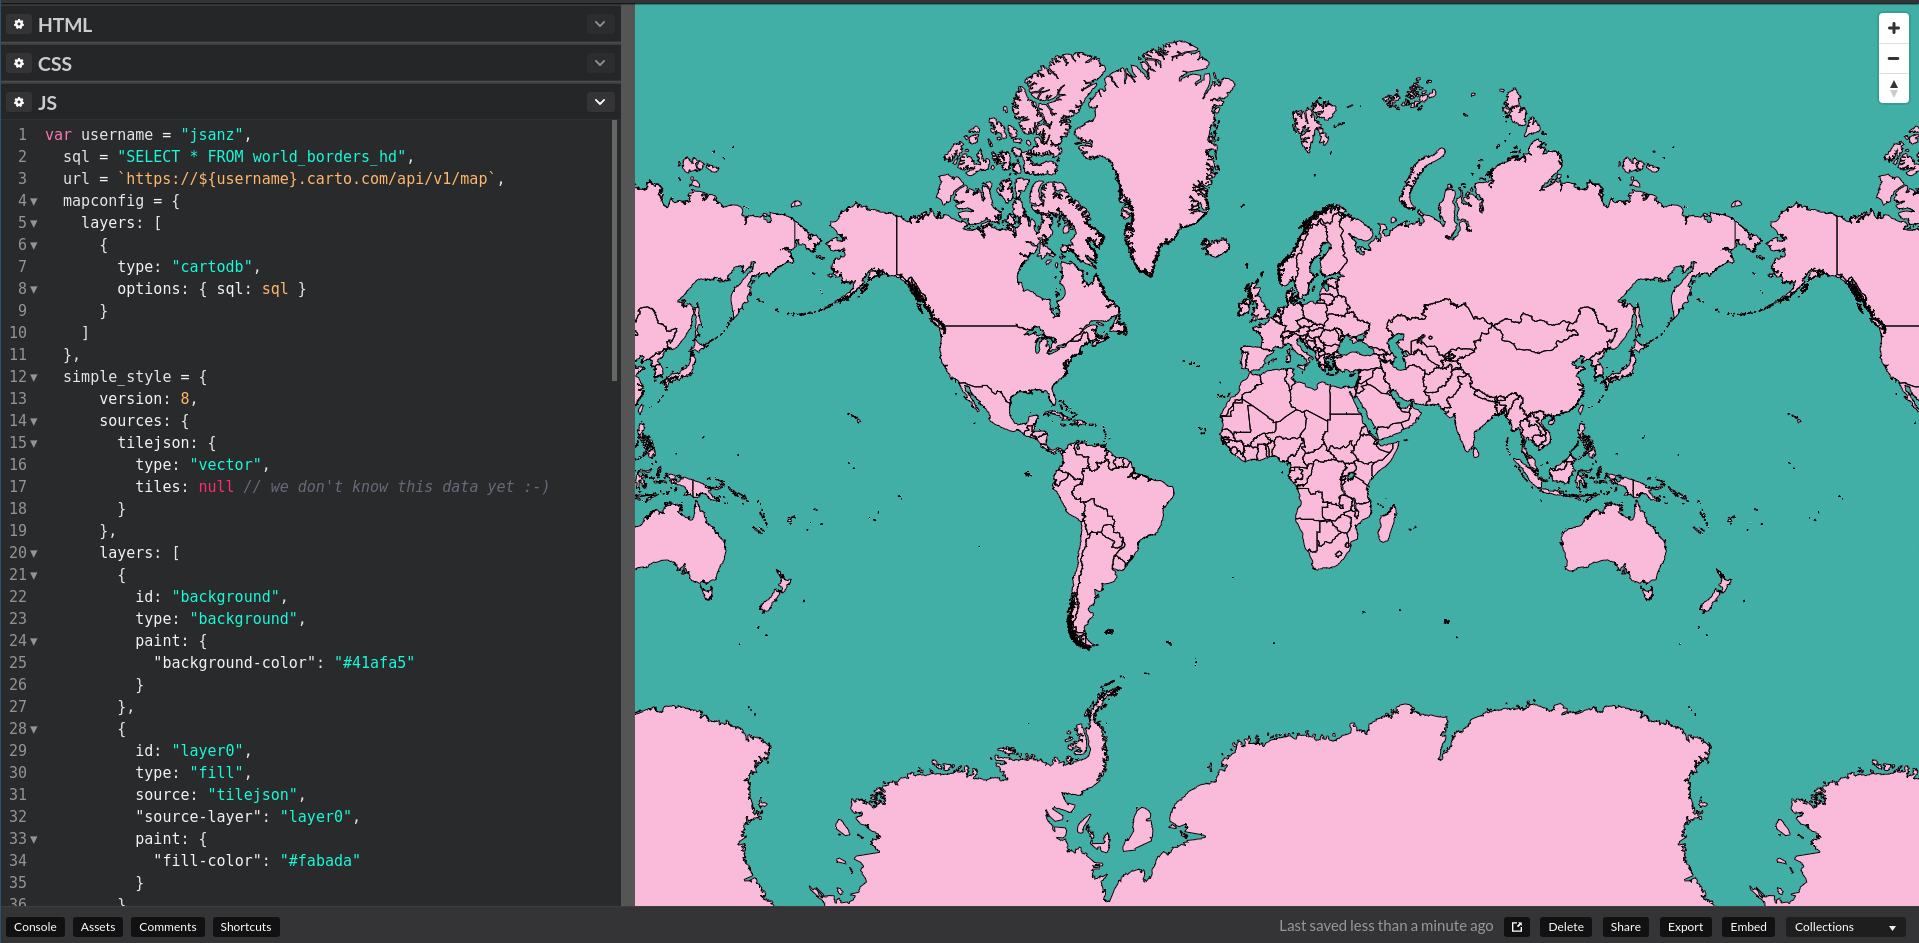 HTML
CSS
JS
1 var username = "jsanz",
2 sql = "SELECT * FROM world_borders_hd",
3 url = `https://${username}.carto.com/api/v1/map`,
4 mapconfig = {
5 layers: [
6 {
7 type: "cartodb",
8 options: { sql: sql }
9 }
10 ]
11 },
12 simple_style = {
13 version: 8,
14 sources: {
15 tilejson: {
16 type: "vector",
17 tiles: null // we don't know this data yet :-)
18 }
19 },
20 layers: [
21 {
22 id: "background",
23 type: "background",
24 paint: {
25 "background-color": "#41afa5"
26 }
27 },
28 {
29 id: "layer0",
30 type: "fill",
31 source: "tilejson",
32 "source-layer": "layer0",
33 paint: {
34 "fill-color": "#fabada"
35 }
36 }
Console Assets Comments Shortcuts Last saved less than a minute ago Delete Share Export Embed Collections